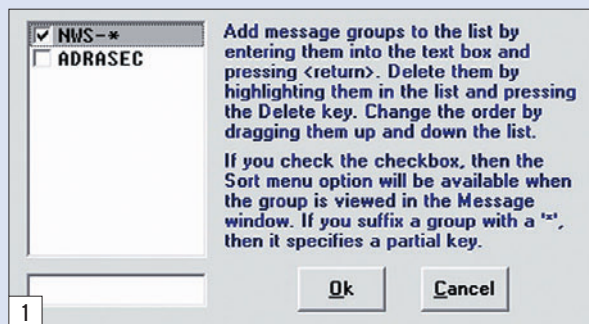 NWS-*
ADRASEC
Add message groups to the list by
entering them into the text box and
pressing <return>. Delete them by
highlighting them in the list and pressing
the Delete key. Change the order by
dragging them up and down the list.
If you check the checkbox, then the
Sort menu option will be available when
the group is viewed in the Message
window. If you suffix a group with a '*',
then it specifies a partial key.
Ok
Cancel
1